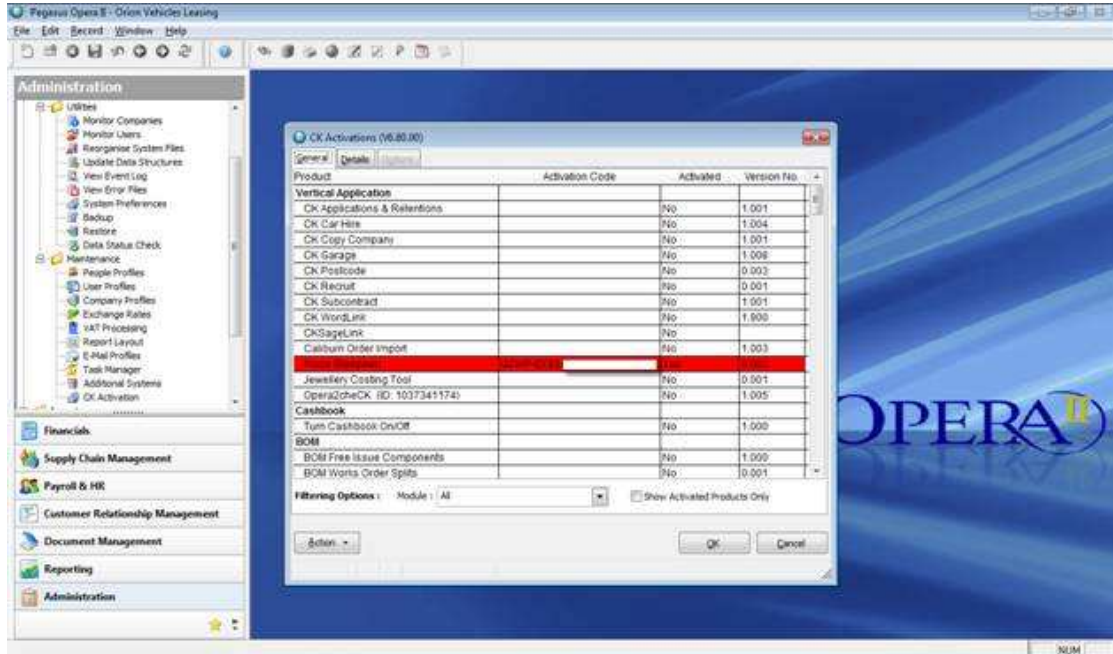 Pegasus Opera II - Orion Vehicles Leasing
File Edit Record Window Help
Administration
Utilities
Monitor Companies
Monitor Users
Reorganise System Files
Update Data Structures
View Event Log
View Error Files
System Preferences
Backup
Restore
Data Status Check
Maintenance
People Profiles
User Profiles
Company Profiles
Exchange Rates
VAT Processing
Report Layout
E-Mail Profiles
Task Manager
Additional Systems
CK Activation
Financials
Supply Chain Management
Payroll & HR
Customer Relationship Management
Document Management
Reporting
Administration
CK Activations (V6.60.00)
General Details
Product Activation Code Activated Version No.
Vertical Application
CK Applications & Retentions No 1.001
CK Car Hire No 1.004
CK Copy Company No 1.001
CK Garage No 1.008
CK Postcode No 0.002
CK Recruit No 0.001
CK Subcontract No 1.001
CK WordLink No 1.900
CKSageLink No
Caliburn Order Import No 1.003
Jewellery Costing Tool No 0.001
Opera2cheCK (ID: 1037341174) No 1.005
Cashbook
Turn Cashbook On/Off No 1.000
BOM
BOM Free Issue Components No 1.000
BOM Works Order Splits No 0.001
Filtering Options : Module : All Show Activated Products Only
Action OK Cancel
OPERA II
NUM